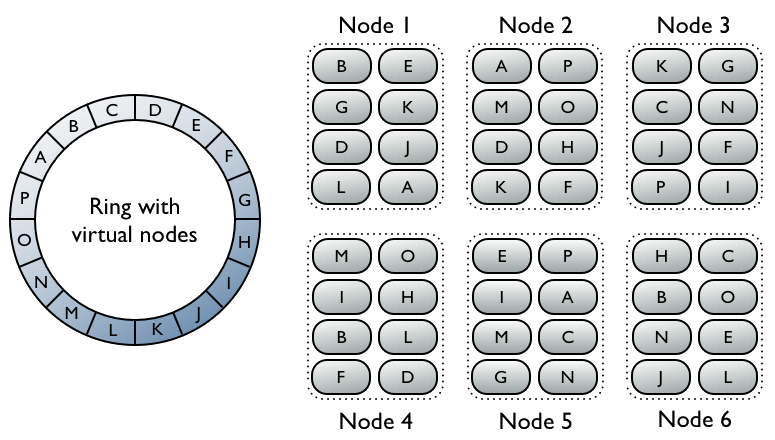 Node 1
Node 2
Node 3
B E
G K
D J
L A
A P
M O
D H
K F
K G
C N
J F
P I
A
B
C
D
E
F
G
H
I
J
K
L
M
N
O
P
Ring with
virtual nodes
M O
I H
B L
F D
E P
I A
M C
G N
H C
B O
N E
J L
Node 4
Node 5
Node 6